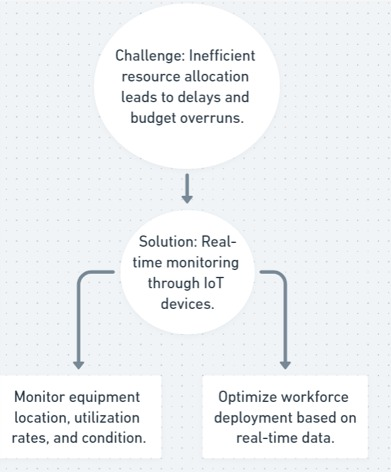 Challenge: Inefficient
resource allocation
leads to delays and
budget overruns.
Solution: Real-
time monitoring
through IoT
devices.
Monitor equipment
location, utilization
rates, and condition.
Optimize workforce
deployment based on
real-time data.